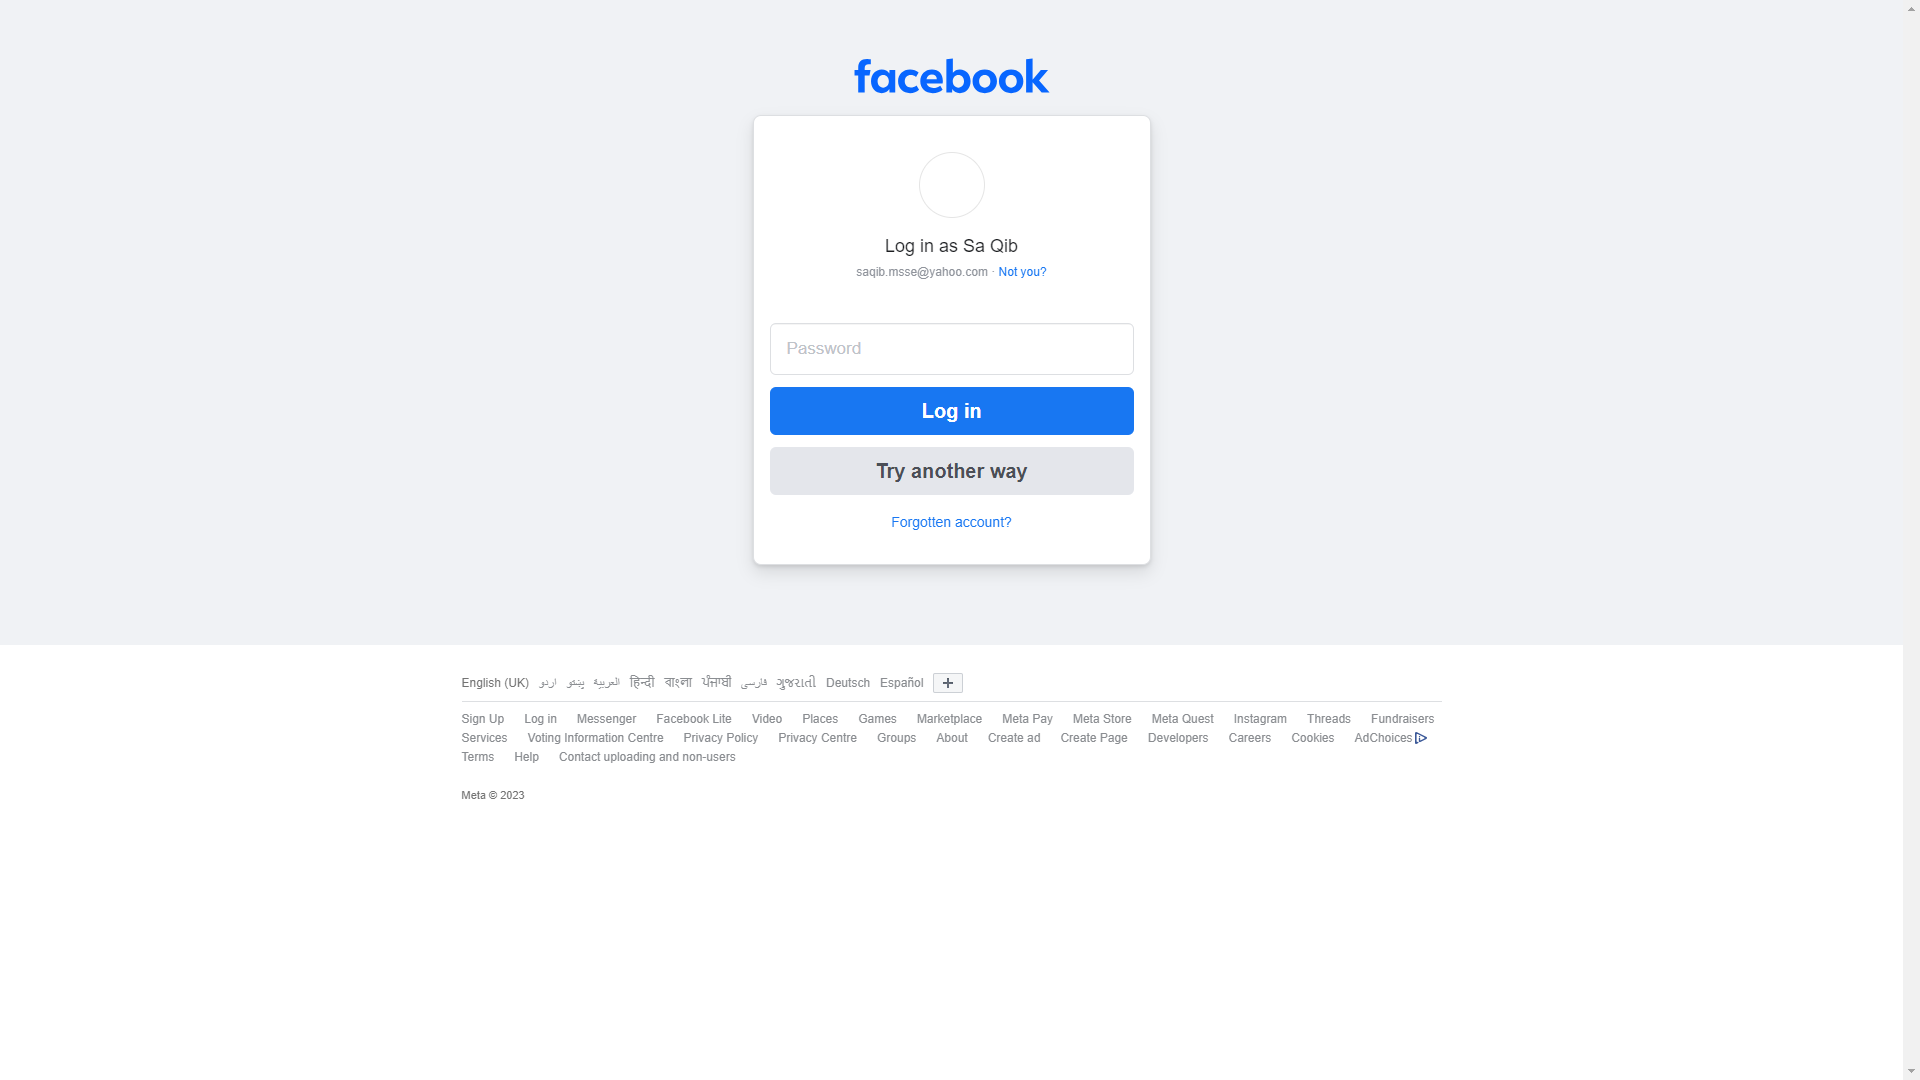 facebook
Log in as Sa Qib
saqib.msse@yahoo.com · Not you?
Password
Log in
Try another way
Forgotten account?
English (UK) اردو پښتو العربية हिन्दी বাংলা ਪੰਜਾਬੀ فارسی ગુજરાતી Deutsch Español
Sign Up Log in Messenger Facebook Lite Video Places Games Marketplace Meta Pay Meta Store Meta Quest Instagram Threads Fundraisers
Services Voting Information Centre Privacy Policy Privacy Centre Groups About Create ad Create Page Developers Careers Cookies AdChoices
Terms Help Contact uploading and non-users
Meta © 2023